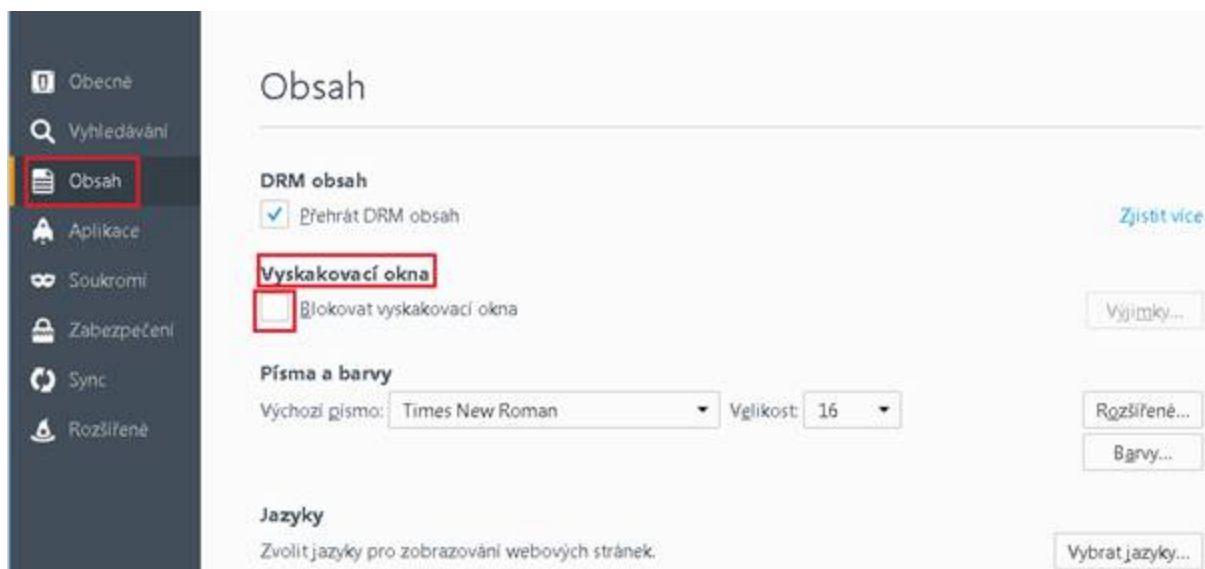 Obecné
Vyhledávání
Obsah
Aplikace
Soukromí
Zabezpečení
Sync
Rozšířené
Obsah
DRM obsah
Přehrát DRM obsah
Zjistit více
Vyskakovací okna
Blokovat vyskakovací okna
Výjimky...
Písma a barvy
Výchozí písmo: Times New Roman Velikost: 16 Rozšířené...
Barvy...
Jazyky
Zvolit jazyky pro zobrazování webových stránek.
Vybrat jazyky...